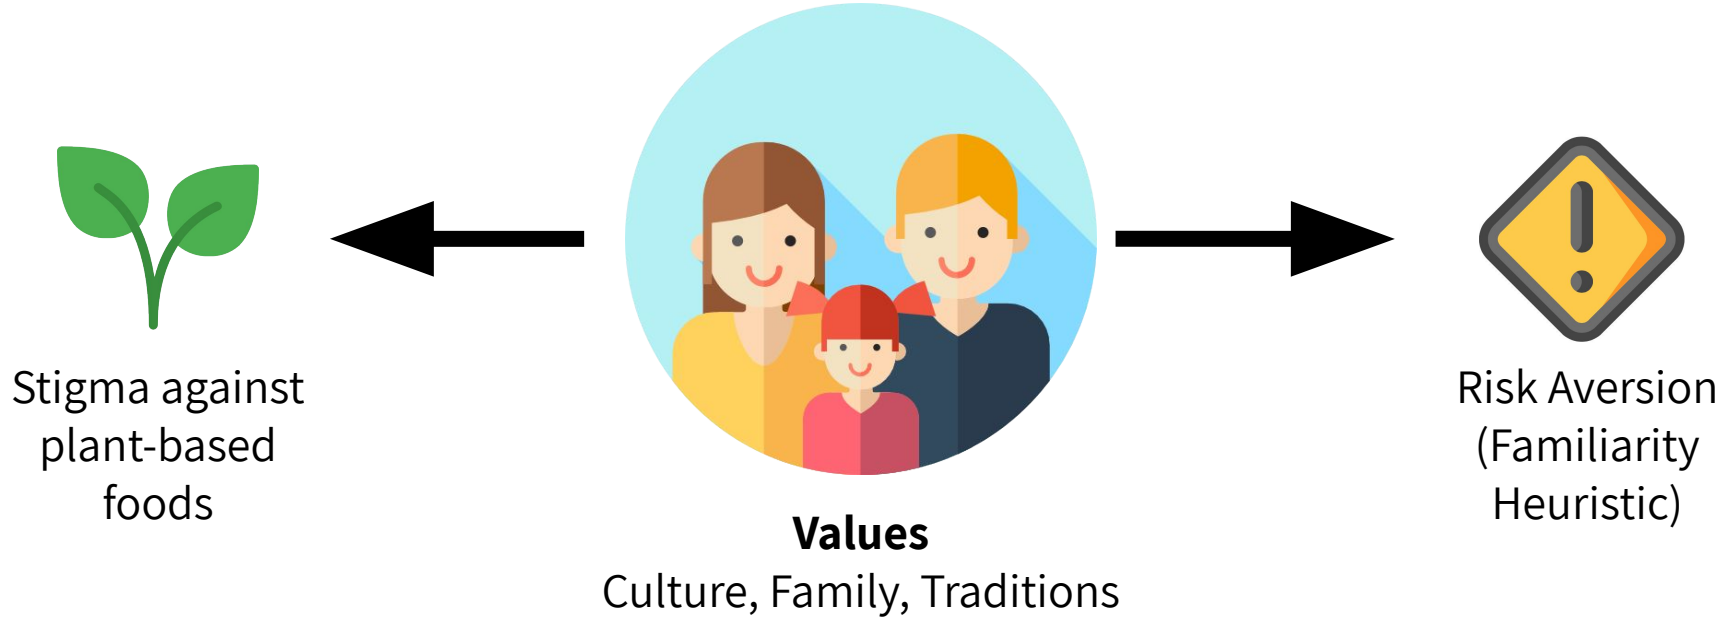 Stigma against
plant-based
foods
Values
Culture, Family, Traditions
Risk Aversion
(Familiarity
Heuristic)